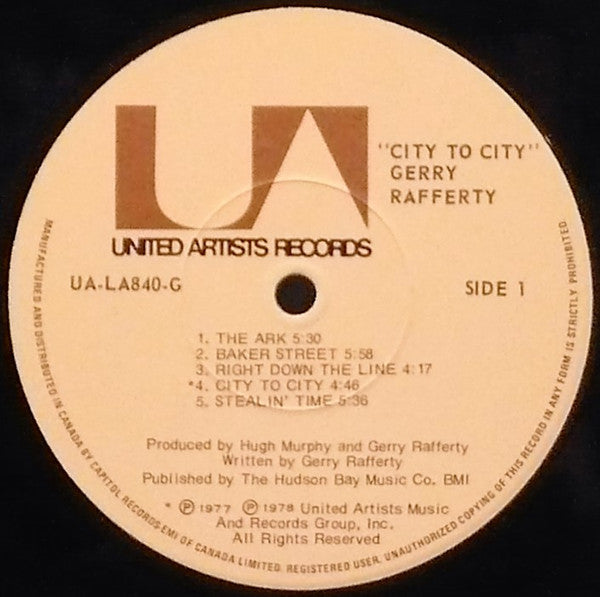 UA
UNITED ARTISTS RECORDS
"CITY TO CITY"
GERRY
RAFFERTY
UA-LA840-G
SIDE 1
1. THE ARK 5:30
2. BAKER STREET 5:58
3. RIGHT DOWN THE LINE 4:17
*4. CITY TO CITY 4:46
5. STEALIN' TIME 5:36
Produced by Hugh Murphy and Gerry Rafferty
Written by Gerry Rafferty
Published by The Hudson Bay Music Co. BMI
* Ⓟ 1977 Ⓟ 1978 United Artists Music
And Records Group, Inc.
All Rights Reserved
MANUFACTURED AND DISTRIBUTED IN CANADA BY CAPITOL RECORDS-EMI OF CANADA LIMITED. REGISTERED USER. UNAUTHORIZED COPYING OF THIS RECORD IN ANY FORM IS STRICTLY PROHIBITED